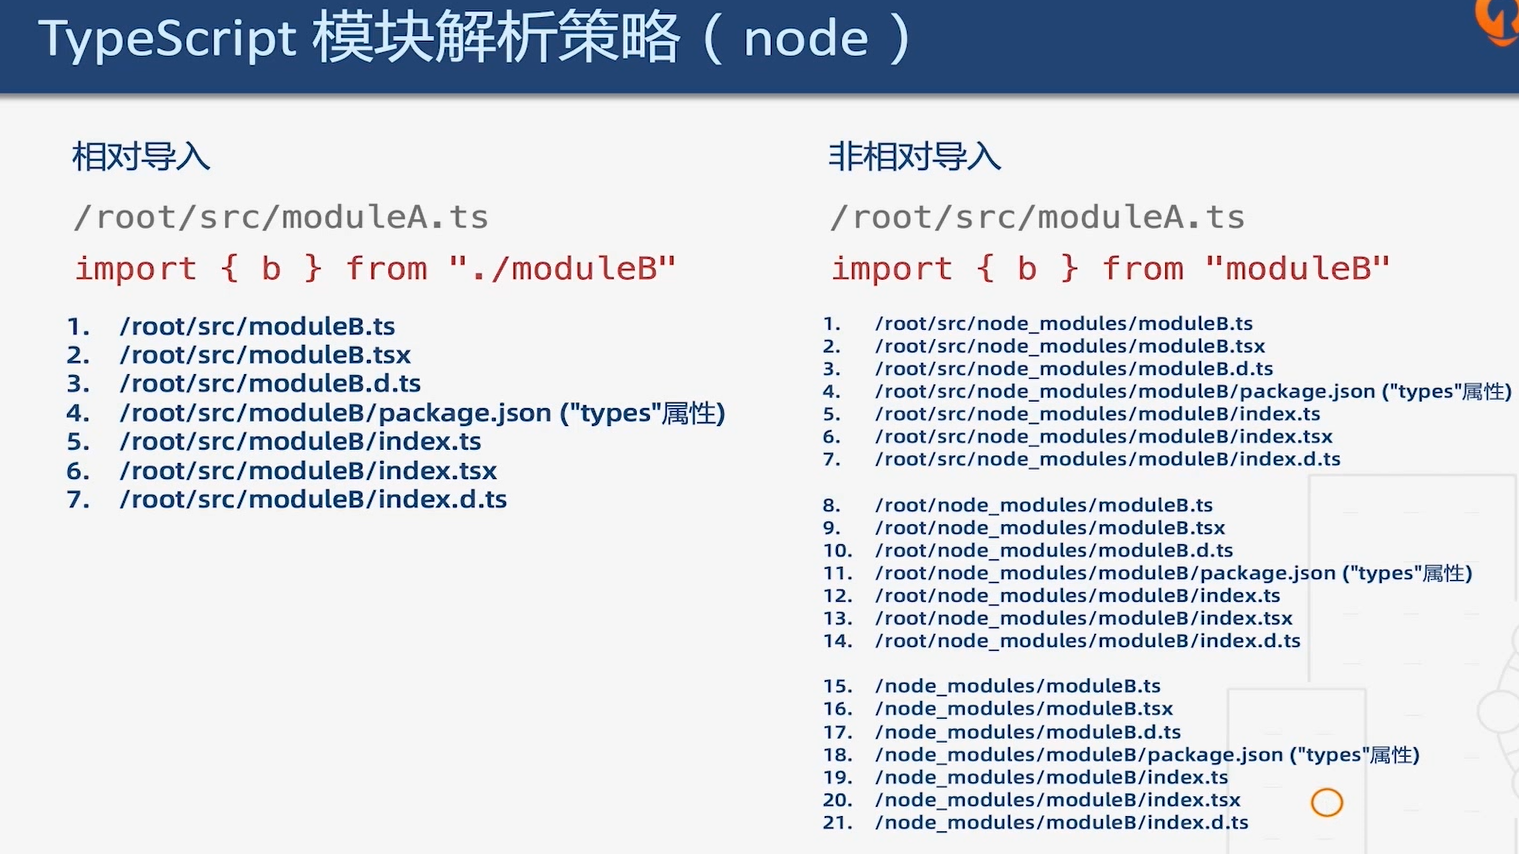 TypeScript 模块解析策略（ node ）
相对导入
/root/src/moduleA.ts
import { b } from "./moduleB"
1. /root/src/moduleB.ts
2. /root/src/moduleB.tsx
3. /root/src/moduleB.d.ts
4. /root/src/moduleB/package.json ("types"属性)
5. /root/src/moduleB/index.ts
6. /root/src/moduleB/index.tsx
7. /root/src/moduleB/index.d.ts
非相对导入
/root/src/moduleA.ts
import { b } from "moduleB"
1. /root/src/node_modules/moduleB.ts
2. /root/src/node_modules/moduleB.tsx
3. /root/src/node_modules/moduleB.d.ts
4. /root/src/node_modules/moduleB/package.json ("types"属性)
5. /root/src/node_modules/moduleB/index.ts
6. /root/src/node_modules/moduleB/index.tsx
7. /root/src/node_modules/moduleB/index.d.ts
8. /root/node_modules/moduleB.ts
9. /root/node_modules/moduleB.tsx
10. /root/node_modules/moduleB.d.ts
11. /root/node_modules/moduleB/package.json ("types"属性)
12. /root/node_modules/moduleB/index.ts
13. /root/node_modules/moduleB/index.tsx
14. /root/node_modules/moduleB/index.d.ts
15. /node_modules/moduleB.ts
16. /node_modules/moduleB.tsx
17. /node_modules/moduleB.d.ts
18. /node_modules/moduleB/package.json ("types"属性)
19. /node_modules/moduleB/index.ts
20. /node_modules/moduleB/index.tsx
21. /node_modules/moduleB/index.d.ts